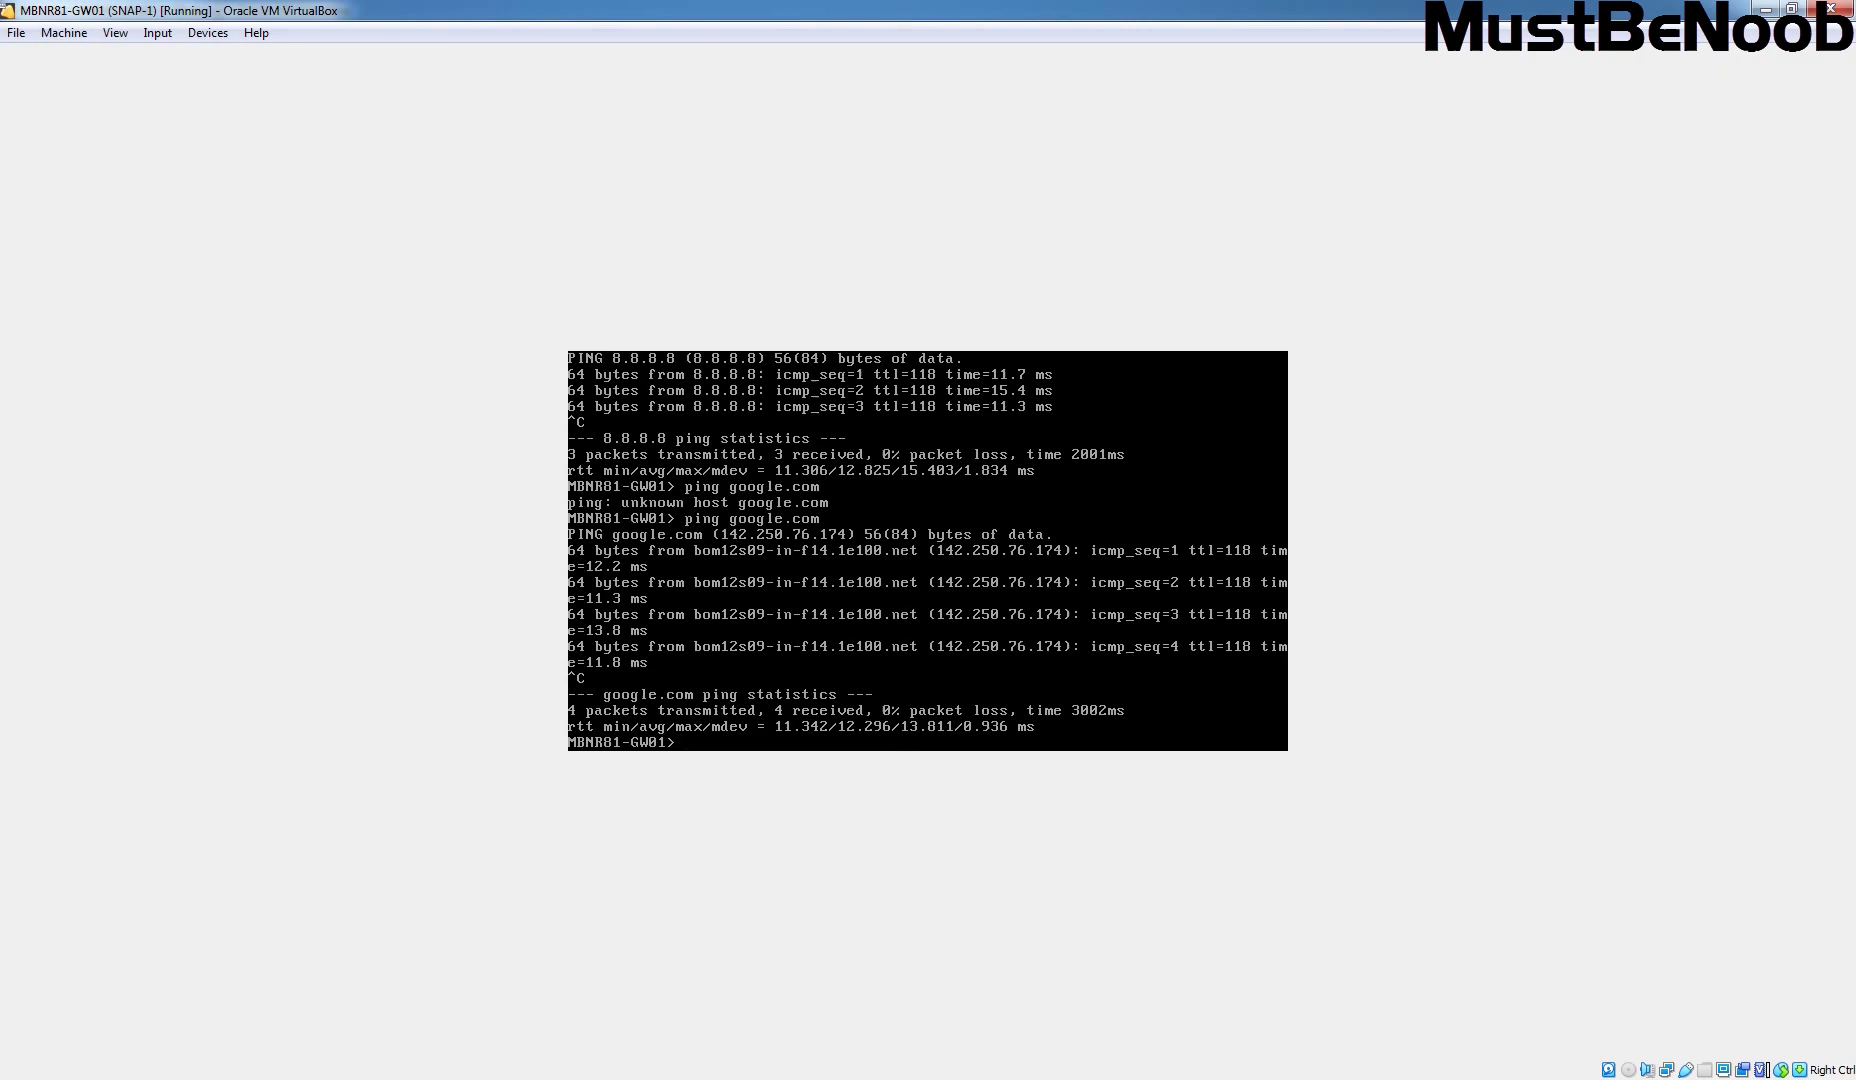 MBNR81-GW01 (SNAP-1) [Running] - Oracle VM VirtualBox
MustBeNoob
File Machine View Input Devices Help
PING 8.8.8.8 (8.8.8.8) 56(84) bytes of data.
64 bytes from 8.8.8.8: icmp_seq=1 ttl=118 time=11.7 ms
64 bytes from 8.8.8.8: icmp_seq=2 ttl=118 time=15.4 ms
64 bytes from 8.8.8.8: icmp_seq=3 ttl=118 time=11.3 ms
^C
--- 8.8.8.8 ping statistics ---
3 packets transmitted, 3 received, 0% packet loss, time 2001ms
rtt min/avg/max/mdev = 11.306/12.825/15.403/1.834 ms
MBNR81-GW01> ping google.com
ping: unknown host google.com
MBNR81-GW01> ping google.com
PING google.com (142.250.76.174) 56(84) bytes of data.
64 bytes from bom12s09-in-f14.1e100.net (142.250.76.174): icmp_seq=1 ttl=118 tim
e=12.2 ms
64 bytes from bom12s09-in-f14.1e100.net (142.250.76.174): icmp_seq=2 ttl=118 tim
e=11.3 ms
64 bytes from bom12s09-in-f14.1e100.net (142.250.76.174): icmp_seq=3 ttl=118 tim
e=13.8 ms
64 bytes from bom12s09-in-f14.1e100.net (142.250.76.174): icmp_seq=4 ttl=118 tim
e=11.8 ms
^C
--- google.com ping statistics ---
4 packets transmitted, 4 received, 0% packet loss, time 3002ms
rtt min/avg/max/mdev = 11.342/12.296/13.811/0.936 ms
MBNR81-GW01>
Right Ctrl